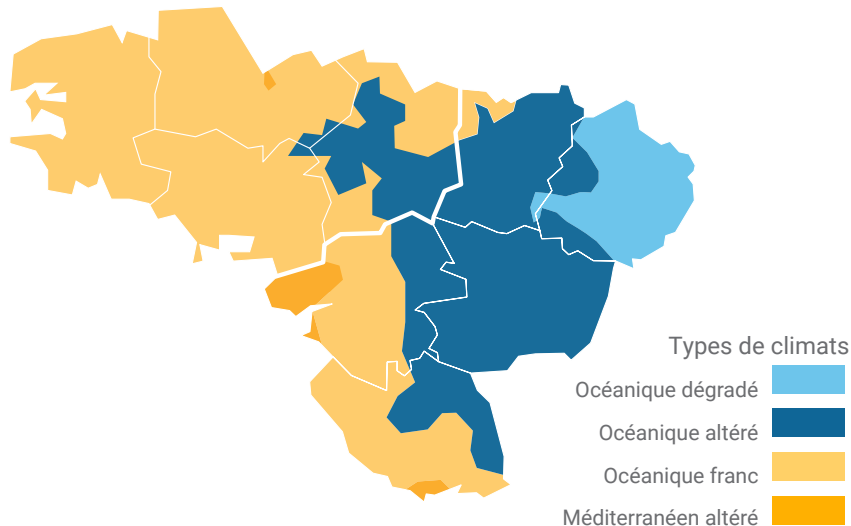 Types de climats
Océanique dégradé
Océanique altéré
Océanique franc
Méditerranéen altéré